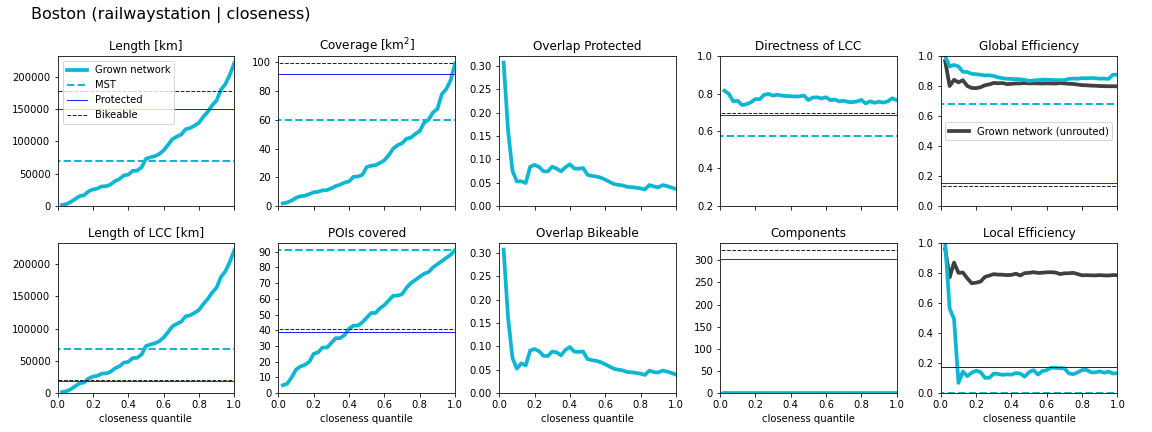 Boston (railwaystation | closeness)
Length [km]
Coverage [km²]
Overlap Protected
Directness of LCC
Global Efficiency
Grown network
MST
Protected
Bikeable
200000
150000
100000
50000
0
100
80
60
40
20
0
0.30
0.25
0.20
0.15
0.10
0.05
0.00
1.0
0.8
0.6
0.4
0.2
1.0
0.8
0.6
0.4
0.2
0.0
Grown network (unrouted)
Length of LCC [km]
POIs covered
Overlap Bikeable
Components
Local Efficiency
200000
150000
100000
50000
0
90
80
70
60
50
40
30
20
10
0
0.30
0.25
0.20
0.15
0.10
0.05
0.00
350
300
250
200
150
100
50
0
1.0
0.8
0.6
0.4
0.2
0.0
0.0 0.2 0.4 0.6 0.8 1.0
0.0 0.2 0.4 0.6 0.8 1.0
0.0 0.2 0.4 0.6 0.8 1.0
0.0 0.2 0.4 0.6 0.8 1.0
0.0 0.2 0.4 0.6 0.8 1.0
closeness quantile
closeness quantile
closeness quantile
closeness quantile
closeness quantile